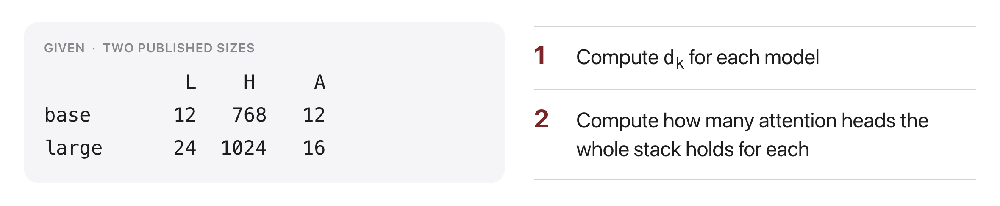 GIVEN · TWO PUBLISHED SIZES
L H A
base 12 768 12
large 24 1024 16
1 Compute dₖ for each model
2 Compute how many attention heads the
whole stack holds for each